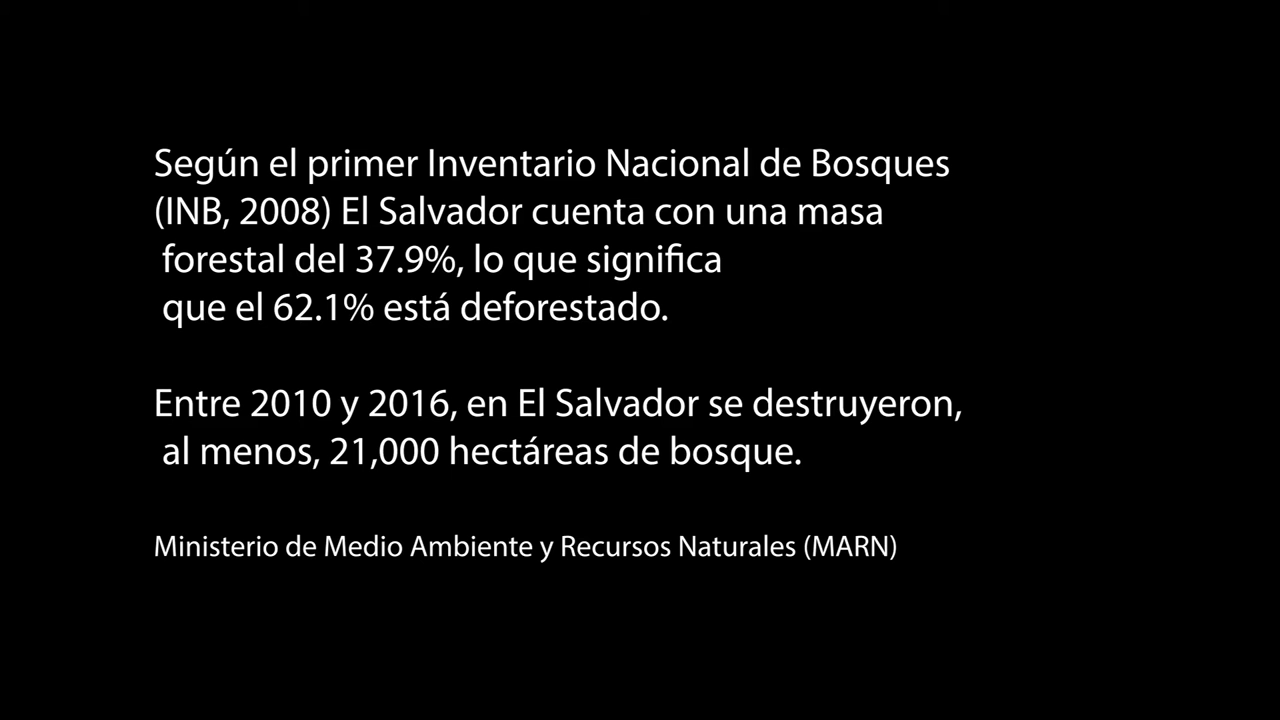 Según el primer Inventario Nacional de Bosques
(INB, 2008) El Salvador cuenta con una masa
forestal del 37.9%, lo que significa
que el 62.1% está deforestado.
Entre 2010 y 2016, en El Salvador se destruyeron,
al menos, 21,000 hectáreas de bosque.
Ministerio de Medio Ambiente y Recursos Naturales (MARN)